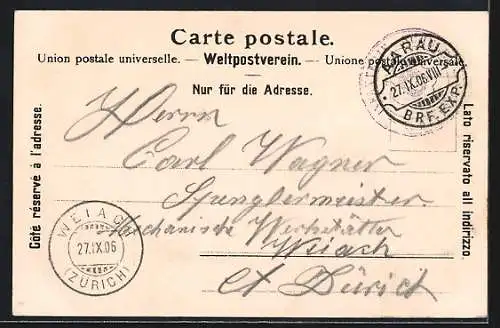 Carte postale.
Union postale universelle. — Weltpostverein. — Unione postale universale.
Nur für die Adresse.
Côté réservé à l'adresse.
Lato riservato all indirizzo.
AARAU
27.IX.06.VIII
BRF. EXP.
Herrn
Carl Wagner
Spenglermeister
Mechanische Werkstätte
Weiach
Ct Zürich
WEIACH
27.IX.06
(ZÜRICH)